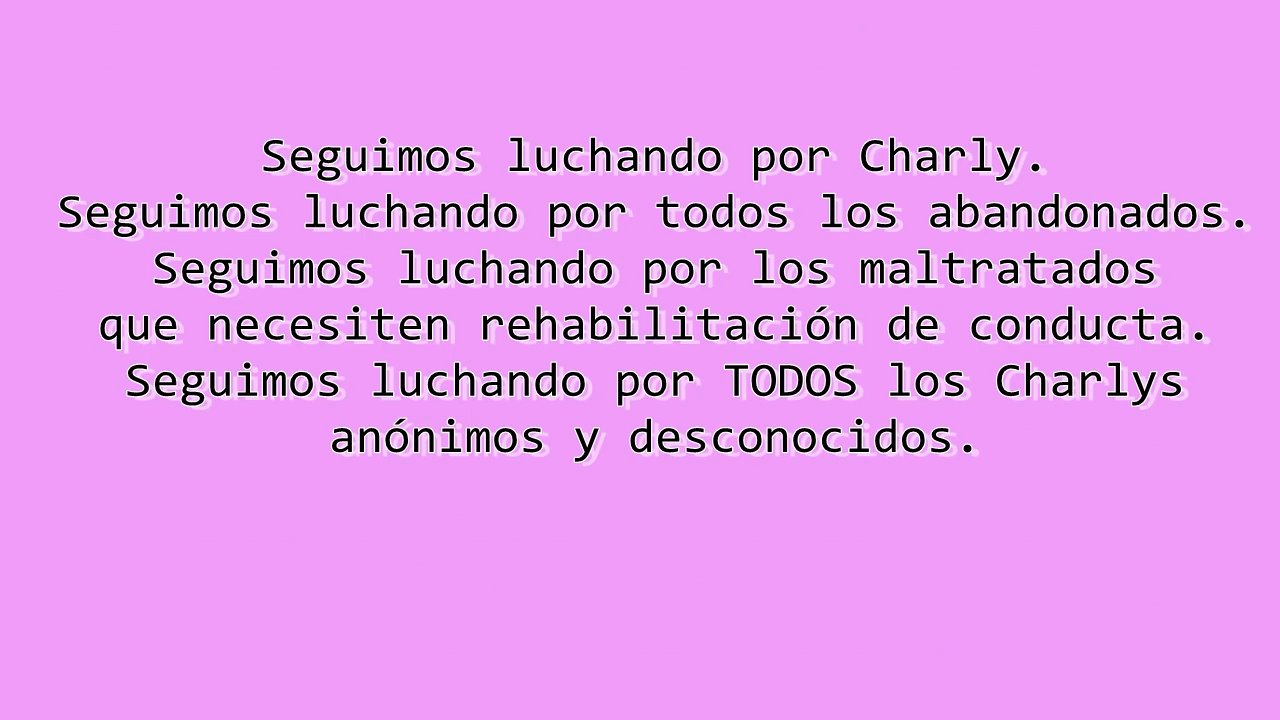 Seguimos luchando por Charly.
Seguimos luchando por todos los abandonados.
Seguimos luchando por los maltratados
que necesiten rehabilitación de conducta.
Seguimos luchando por TODOS los Charlys
anónimos y desconocidos.